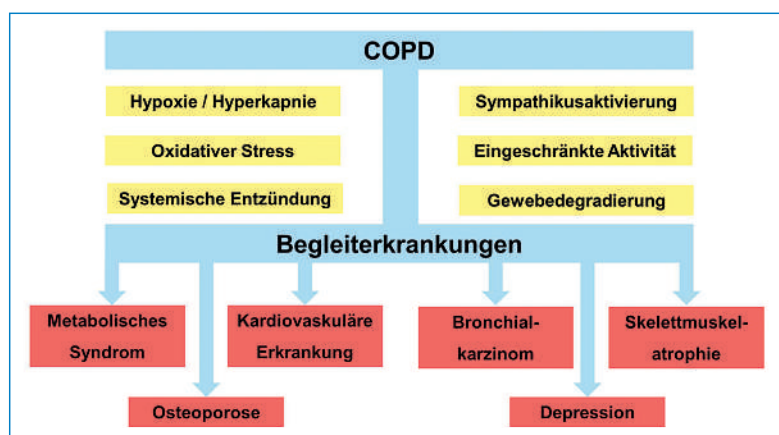 COPD
Hypoxie / Hyperkapnie
Sympathikusaktivierung
Oxidativer Stress
Eingeschränkte Aktivität
Systemische Entzündung
Gewebedegradierung
Begleiterkrankungen
Metabolisches
Syndrom
Kardiovaskuläre
Erkrankung
Bronchial-
karzinom
Skelettmuskel-
atrophie
Osteoporose
Depression